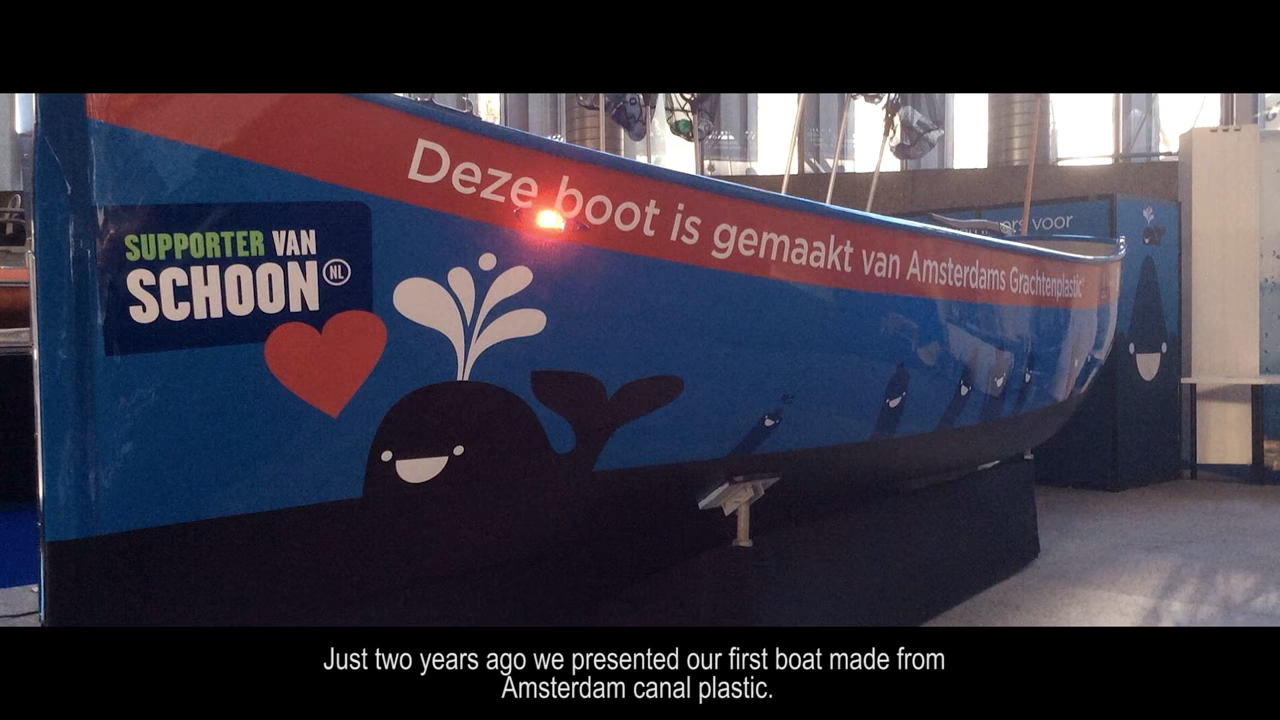 Deze boot is gemaakt van Amsterdams Grachtenplastic
SUPPORTER VAN
SCHOON NL
voor
Just two years ago we presented our first boat made from
Amsterdam canal plastic.